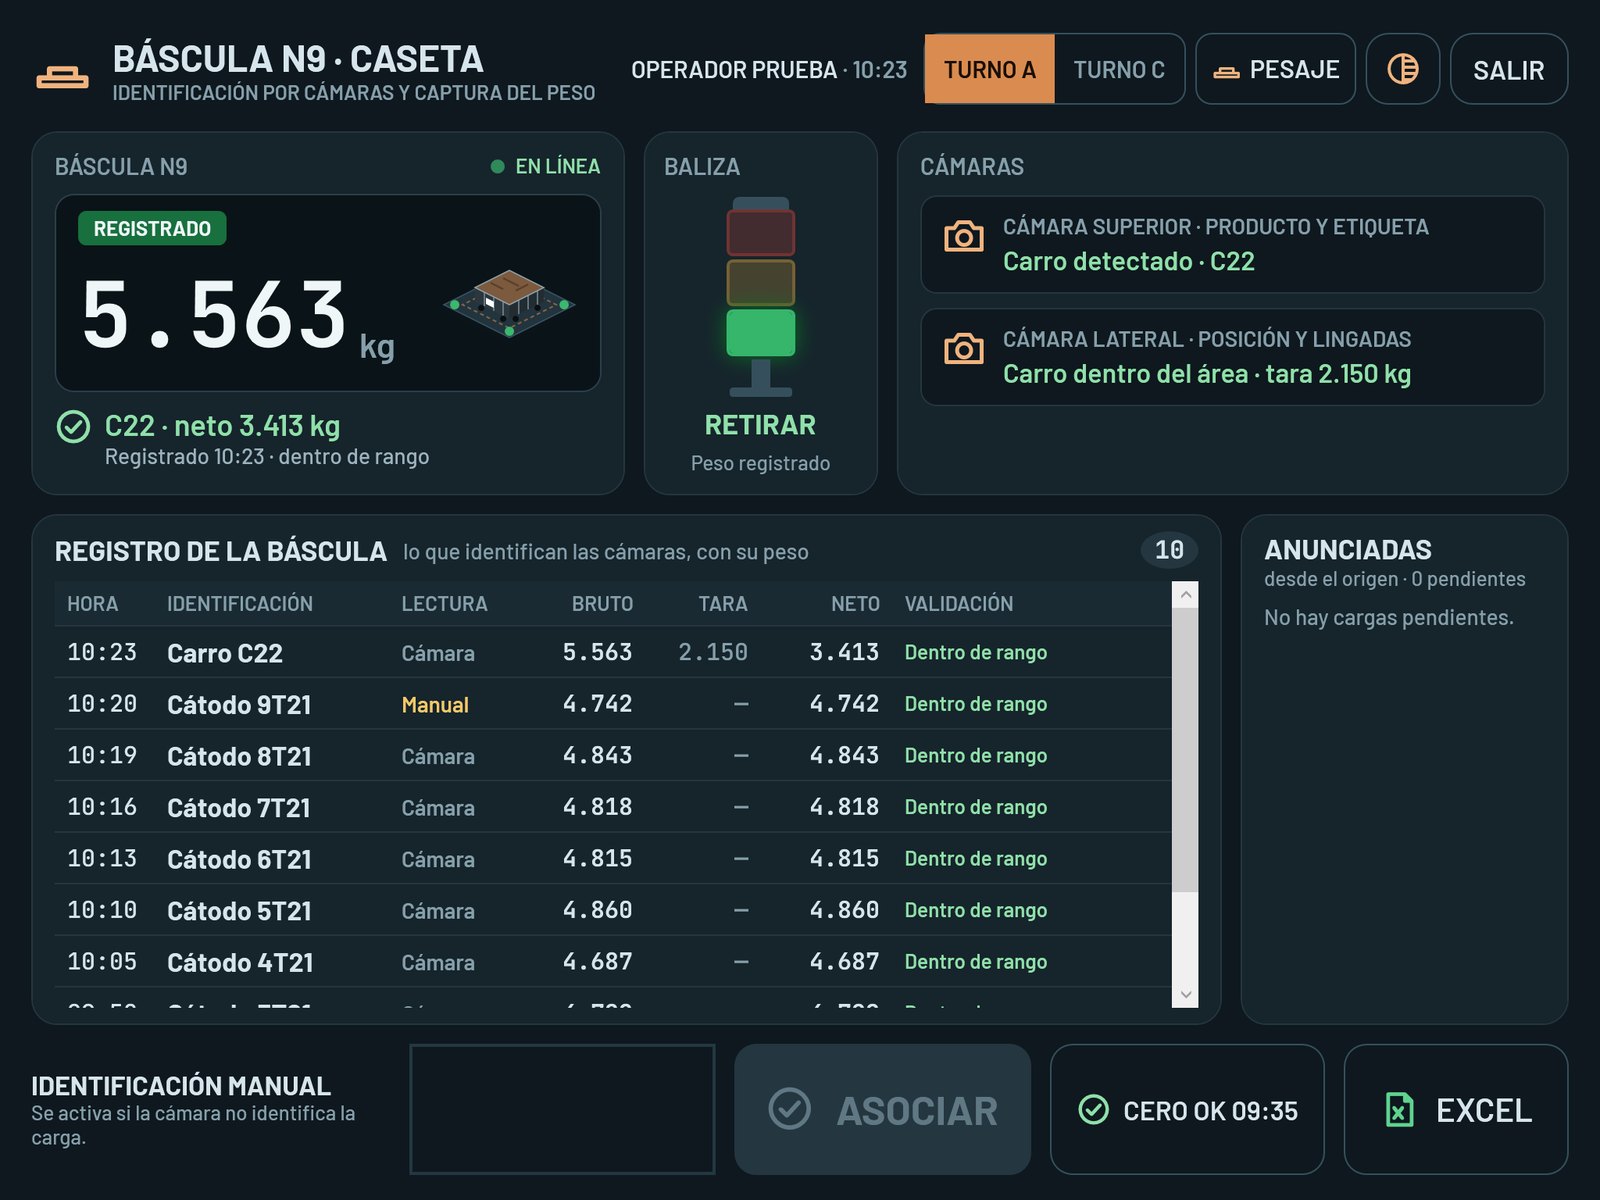 BÁSCULA N9 · CASETA
IDENTIFICACIÓN POR CÁMARAS Y CAPTURA DEL PESO
OPERADOR PRUEBA · 10:23
TURNO A
TURNO C
PESAJE
SALIR
BÁSCULA N9
EN LÍNEA
REGISTRADO
5.563 kg
C22 · neto 3.413 kg
Registrado 10:23 · dentro de rango
BALIZA
RETIRAR
Peso registrado
CÁMARAS
CÁMARA SUPERIOR · PRODUCTO Y ETIQUETA
Carro detectado · C22
CÁMARA LATERAL · POSICIÓN Y LINGADAS
Carro dentro del área · tara 2.150 kg
REGISTRO DE LA BÁSCULA lo que identifican las cámaras, con su peso 10
HORA IDENTIFICACIÓN LECTURA BRUTO TARA NETO VALIDACIÓN
10:23 Carro C22 Cámara 5.563 2.150 3.413 Dentro de rango
10:20 Cátodo 9T21 Manual 4.742 — 4.742 Dentro de rango
10:19 Cátodo 8T21 Cámara 4.843 — 4.843 Dentro de rango
10:16 Cátodo 7T21 Cámara 4.818 — 4.818 Dentro de rango
10:13 Cátodo 6T21 Cámara 4.815 — 4.815 Dentro de rango
10:10 Cátodo 5T21 Cámara 4.860 — 4.860 Dentro de rango
10:05 Cátodo 4T21 Cámara 4.687 — 4.687 Dentro de rango
ANUNCIADAS
desde el origen · 0 pendientes
No hay cargas pendientes.
IDENTIFICACIÓN MANUAL
Se activa si la cámara no identifica la
carga.
ASOCIAR
CERO OK 09:35
EXCEL